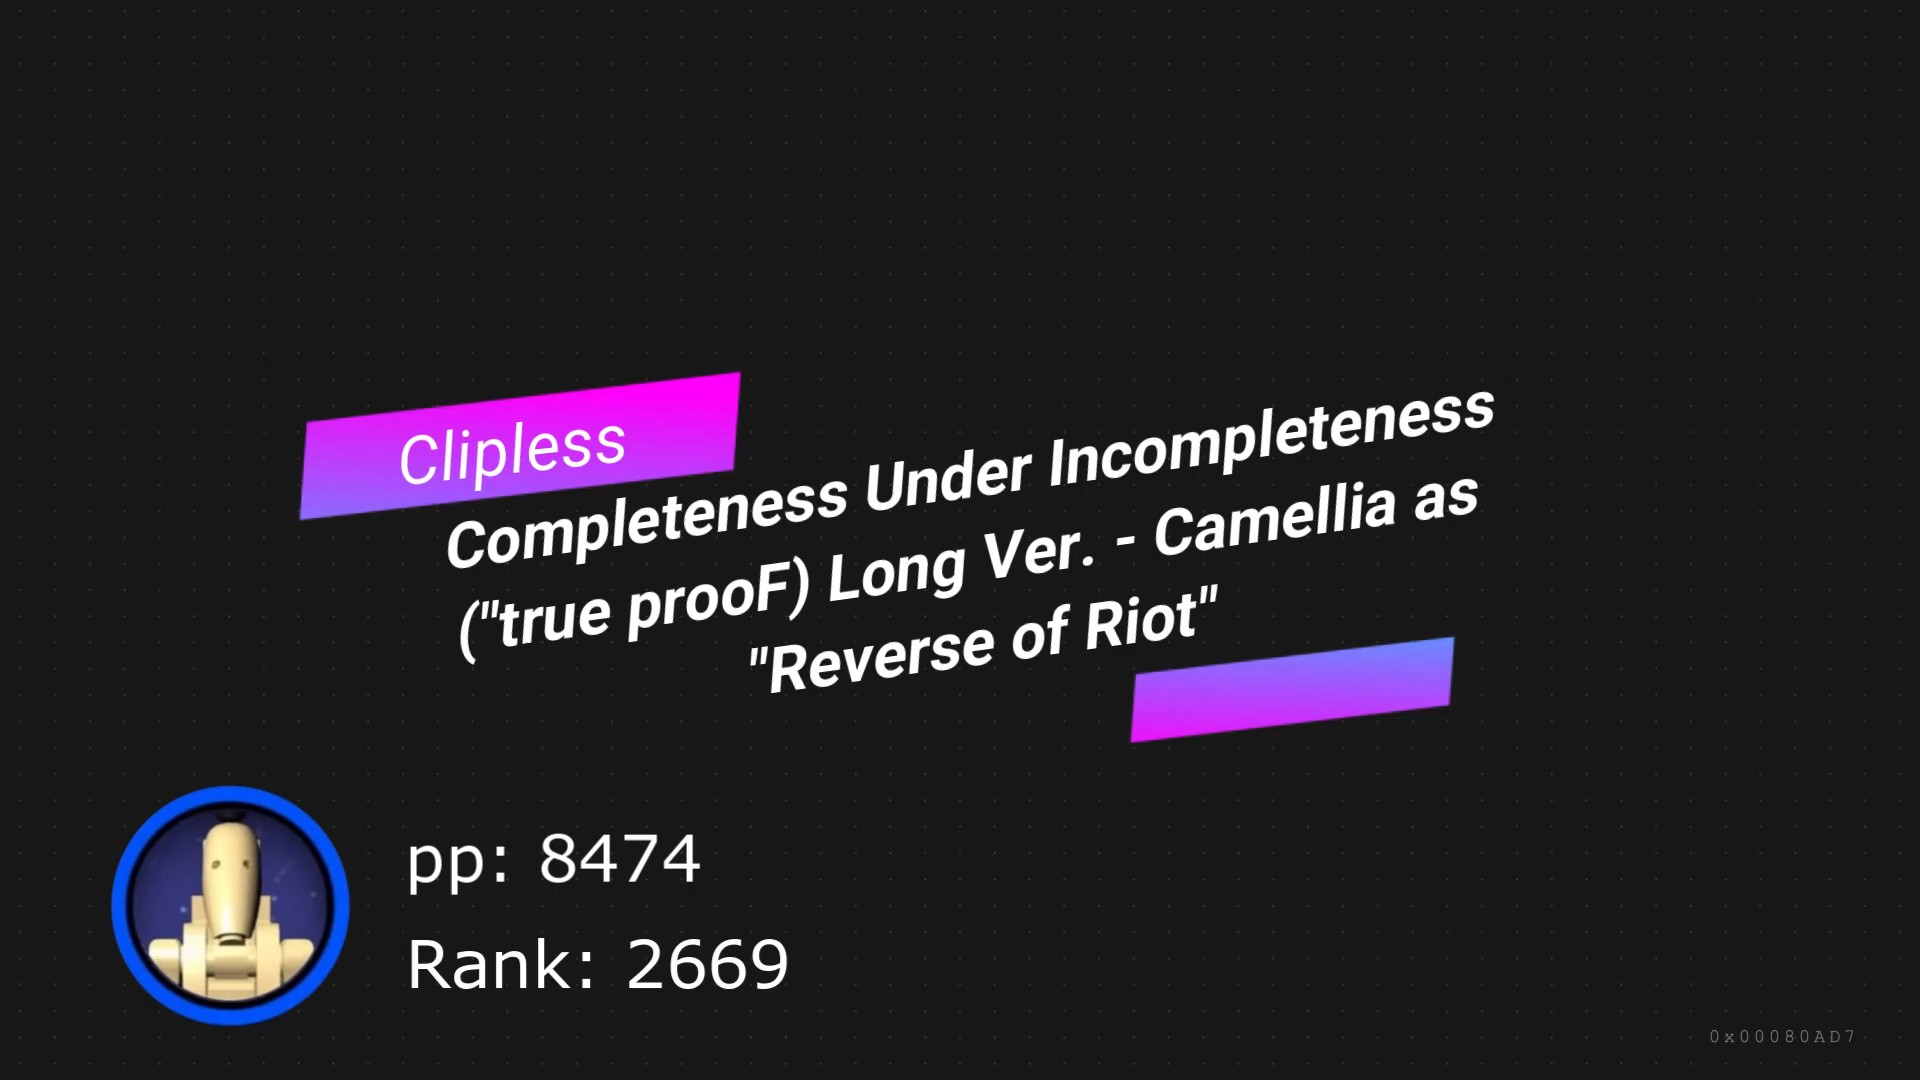 Clipless
Completeness Under Incompleteness
("true prooF) Long Ver. - Camellia as
"Reverse of Riot"
pp: 8474
Rank: 2669
0x00080AD7